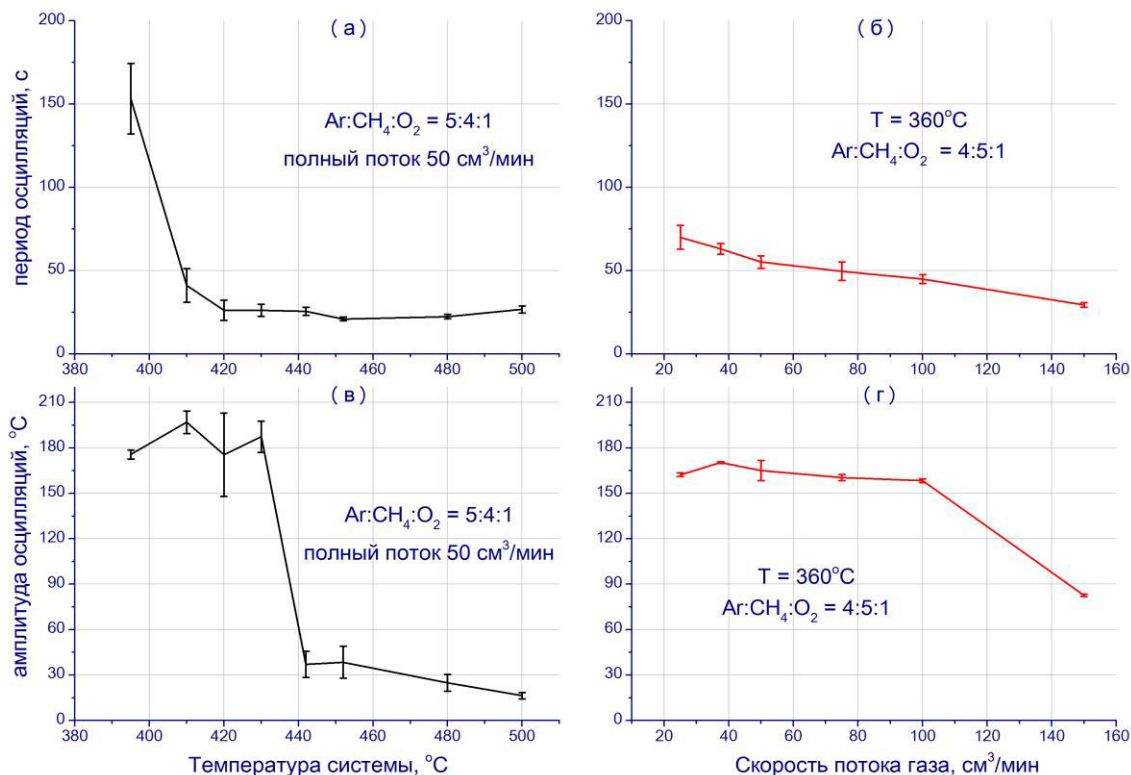 (а)
период осцилляций, с
200
150
100
50
0
Ar:CH₄:O₂ = 5:4:1
полный поток 50 см³/мин
380 400 420 440 460 480 500
(б)
200
150
100
50
0
T = 360°C
Ar:CH₄:O₂ = 4:5:1
20 40 60 80 100 120 140 160
(в)
амплитуда осцилляций, °C
210
180
150
120
90
60
30
0
Ar:CH₄:O₂ = 5:4:1
полный поток 50 см³/мин
380 400 420 440 460 480 500
Температура системы, °C
(г)
210
180
150
120
90
60
30
0
T = 360°C
Ar:CH₄:O₂ = 4:5:1
20 40 60 80 100 120 140 160
Скорость потока газа, см³/мин